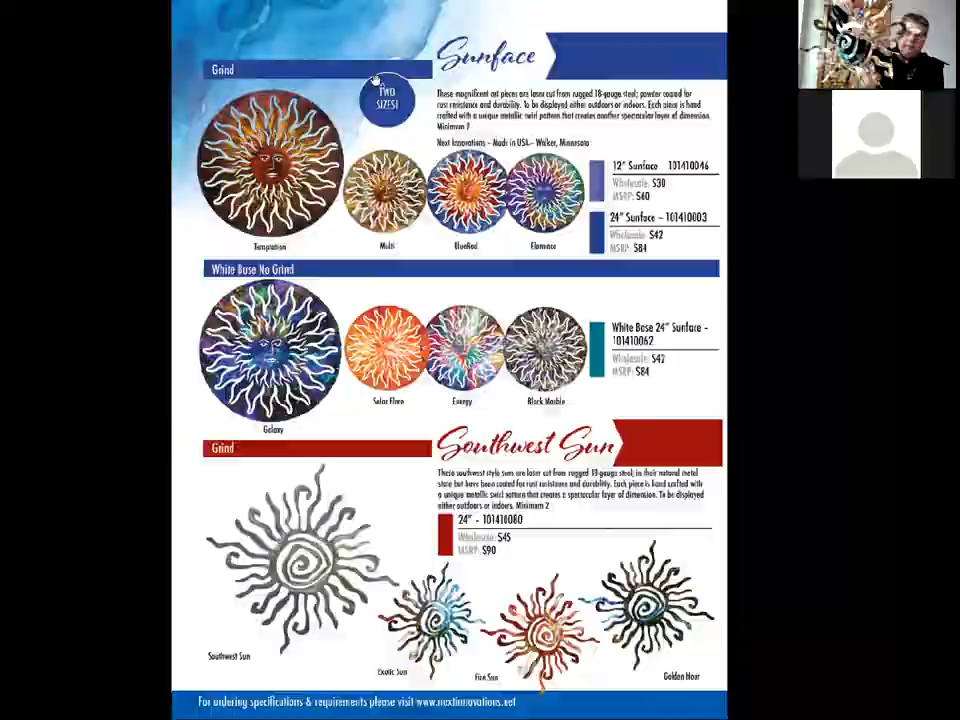 Sunface
Grind
TWO
SIZES!
These magnificent art pieces are laser cut from rugged 18-gauge steel; powder coated for
rust resistance and durability. To be displayed either outdoors or indoors. Each piece is hand
crafted with a unique metallic swirl pattern that creates another spectacular layer of dimension.
Minimum 2
Next Innovations - Made in USA - Walker, Minnesota
12" Sunface 101410046
Wholesale: $30
MSRP: $60
24" Sunface - 101410003
Wholesale: $42
MSRP: $84
Temptation
Multi
BlueRed
Flamenco
White Base No Grind
White Base 24" Sunface -
101410062
Wholesale: $42
MSRP: $84
Galaxy
Solar Flare
Energy
Black Marble
Grind
Southwest Sun
These southwest style suns are laser cut from rugged 18-gauge steel; in their natural metal
state but have been coated for rust resistance and durability. Each piece is hand crafted with
a unique metallic swirl pattern that creates a spectacular layer of dimension. To be displayed
either outdoors or indoors. Minimum 2
24" - 101410080
Wholesale: $45
MSRP: $90
Southwest Sun
Exotic Sun
Fire Sun
Golden Hour
For ordering specifications & requirements please visit www.nextinnovations.net